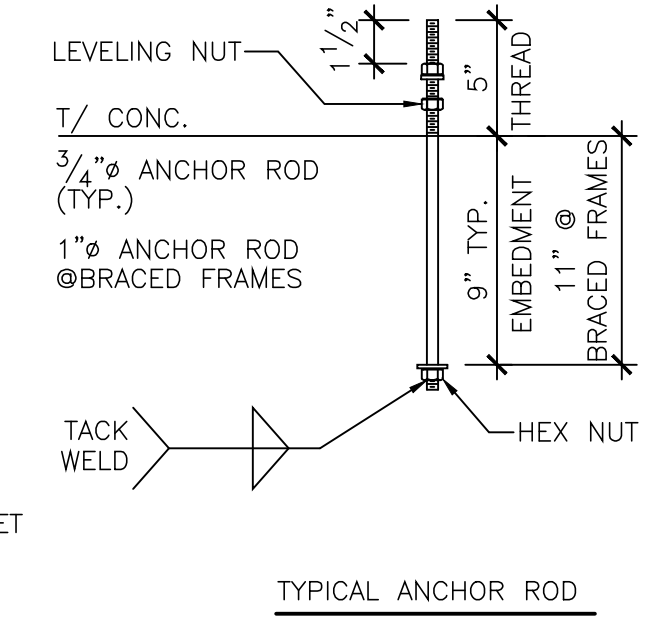 LEVELING NUT
1 1/2"
5"
THREAD
T/ CONC.
3/4"ø ANCHOR ROD
(TYP.)
1"ø ANCHOR ROD
@BRACED FRAMES
9" TYP.
EMBEDMENT
11" @
BRACED FRAMES
TACK
WELD
HEX NUT
ET
TYPICAL ANCHOR ROD